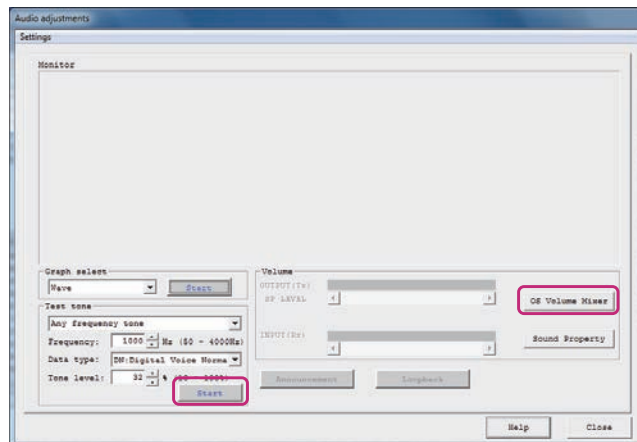 Audio adjustments
Settings
Monitor
Graph select
Wave
Start
Test tone
Any frequency tone
Frequency: 1000 Hz (50 - 4000Hz)
Data type: DN:Digital Voice Norma
Tone level: 32 %
Start
Volume
OUTPUT(Tx)
SP LEVEL
INPUT(Rx)
OS Volume Mixer
Sound Property
Announcement
Loopback
Help
Close